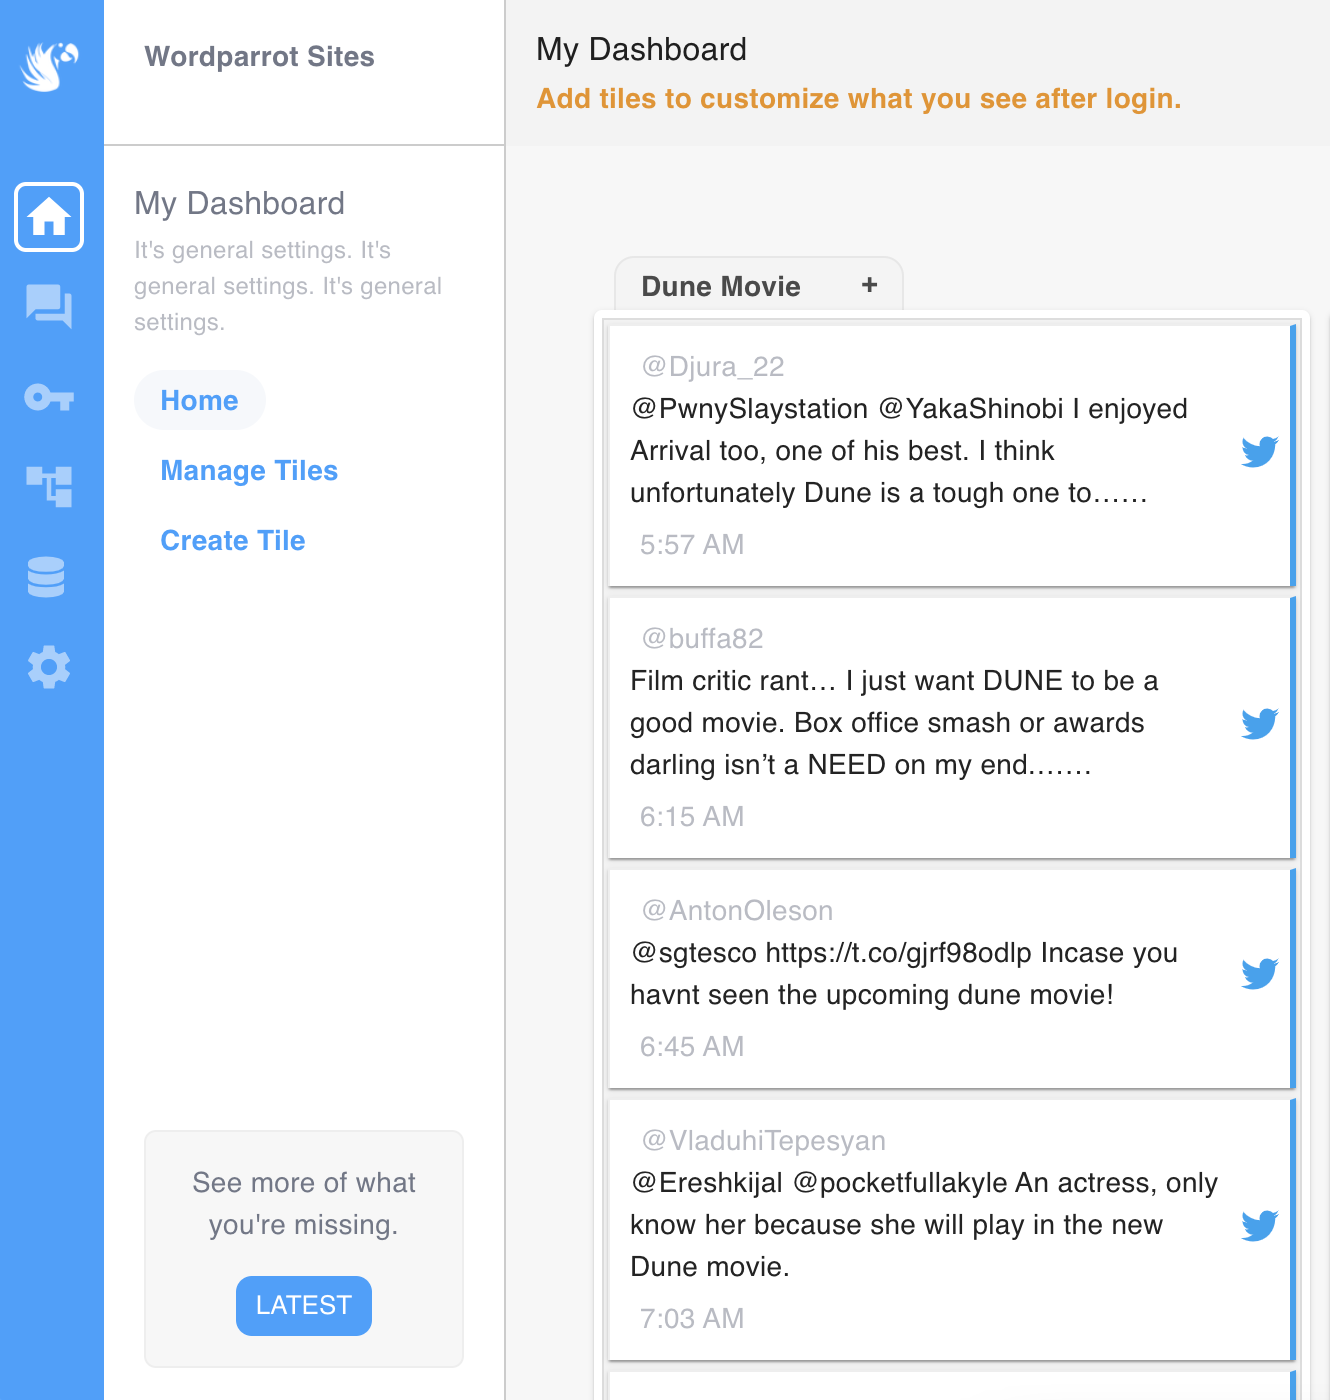 Wordparrot Sites
My Dashboard
It's general settings. It's
general settings. It's general
settings.
Home
Manage Tiles
Create Tile
See more of what
you're missing.
LATEST
My Dashboard
Add tiles to customize what you see after login.
Dune Movie +
@Djura_22
@PwnySlaystation @YakaShinobi I enjoyed
Arrival too, one of his best. I think
unfortunately Dune is a tough one to……
5:57 AM
@buffa82
Film critic rant… I just want DUNE to be a
good movie. Box office smash or awards
darling isn’t a NEED on my end.……
6:15 AM
@AntonOleson
@sgtesco https://t.co/gjrf98odlp Incase you
havnt seen the upcoming dune movie!
6:45 AM
@VladuhiTepesyan
@Ereshkijal @pocketfullakyle An actress, only
know her because she will play in the new
Dune movie.
7:03 AM